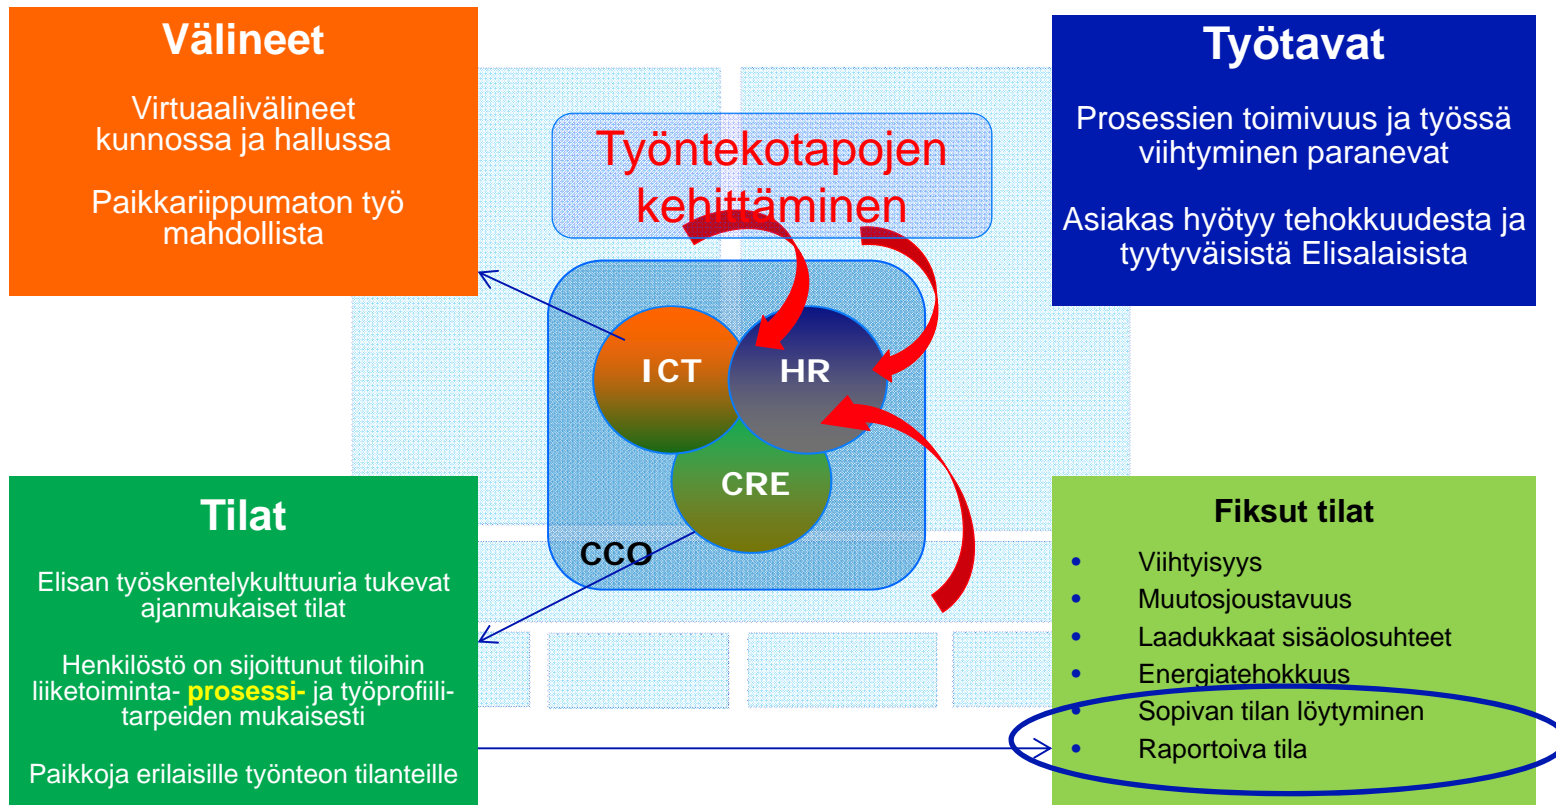 Välineet
Virtuaalivälineet
kunnossa ja hallussa
Paikkariippumaton työ
mahdollista
Työntekotapojen
kehittäminen
Työtavat
Prosessien toimivuus ja työssä
viihtyminen paranevat
Asiakas hyötyy tehokkuudesta ja
tyytyväisistä Elisalaisista
ICT
HR
CRE
CCO
Tilat
Elisan työskentelykulttuuria tukevat
ajanmukaiset tilat
Henkilöstö on sijoittunut tiloihin
liiketoiminta- prosessi- ja työprofiili-
tarpeiden mukaisesti
Paikkoja erilaisille työnteon tilanteille
Fiksut tilat
• Viihtyisyys
• Muutosjoustavuus
• Laadukkaat sisäolosuhteet
• Energiatehokkuus
• Sopivan tilan löytyminen
• Raportoiva tila